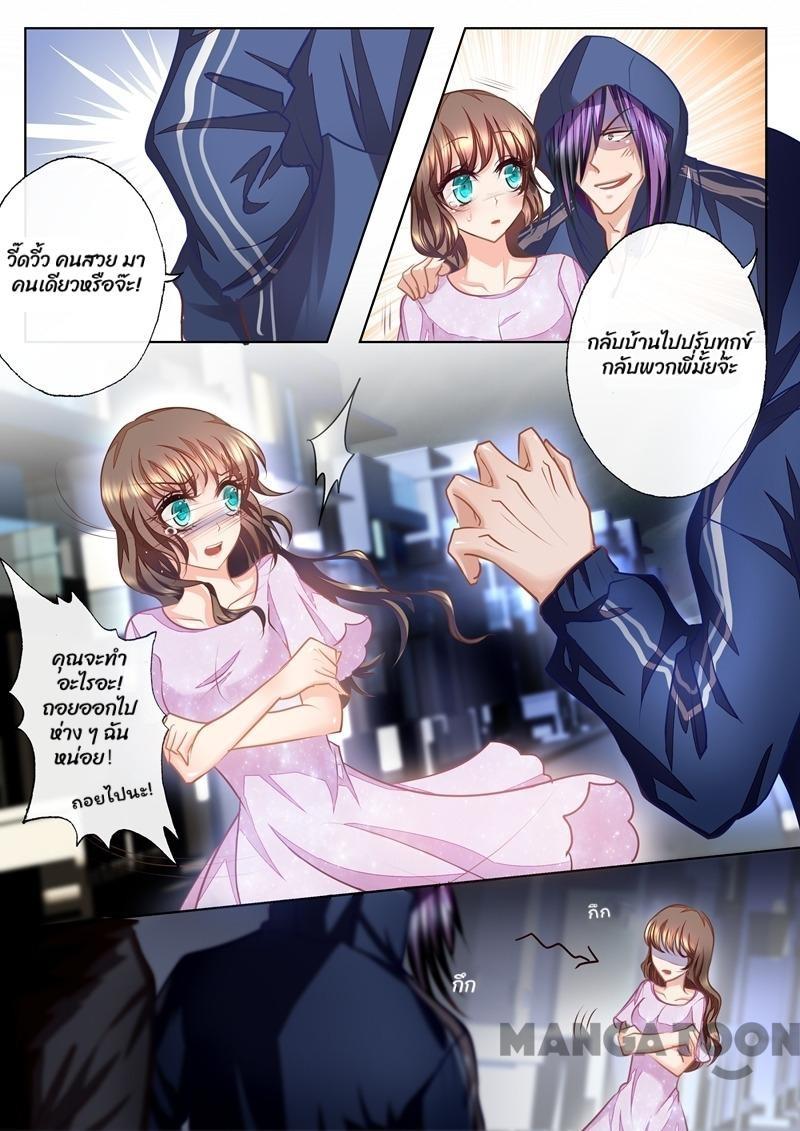 วี๊ดวิ้ว คนสวย มา
คนเดียวหรือจ๊ะ!
กลับบ้านไปปรับทุกข์
กลับพวกพี่มั้ยจ๊ะ
คุณจะทำ
อะไรอะ!
ถอยออกไป
ห่าง ๆ ฉัน
หน่อย!
ถอยไปนะ!
กึก
กึก
MANGATOON